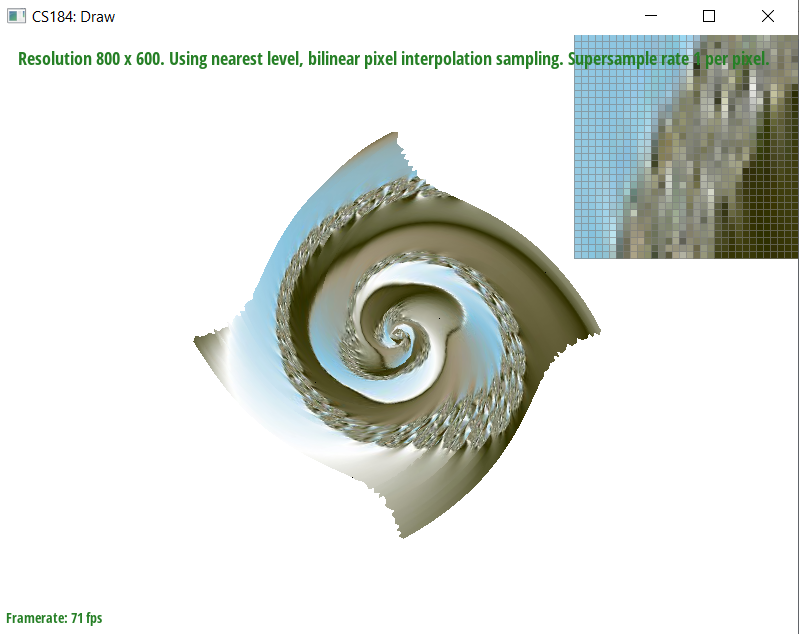 CS184: Draw
Resolution 800 x 600. Using nearest level, bilinear pixel interpolation sampling. Supersample rate 1 per pixel.
Framerate: 71 fps